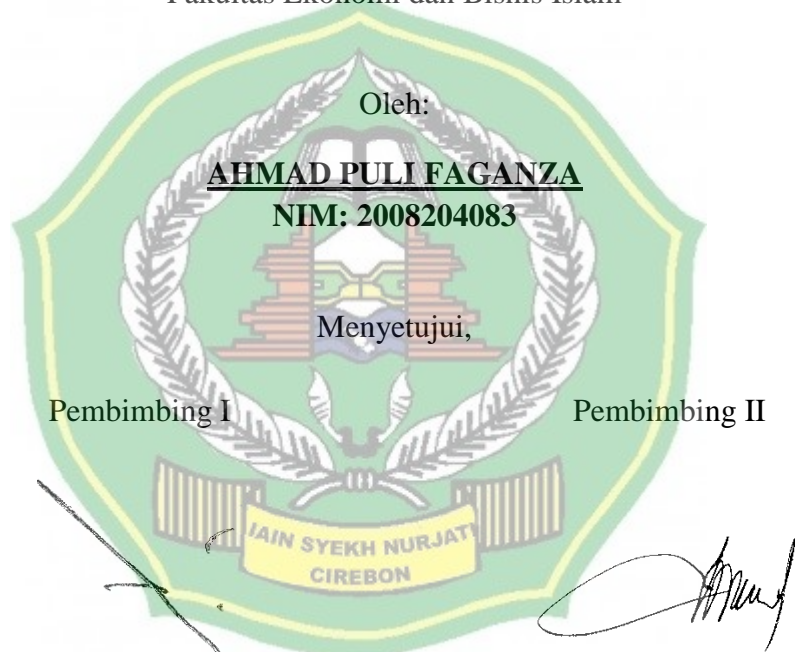 Fakultas Ekonomi dan Bisnis Islam
Oleh:
AHMAD PULI FAGANZA
NIM: 2008204083
Menyetujui,
Pembimbing I Pembimbing II
IAIN SYEKH NURJATI
CIREBON